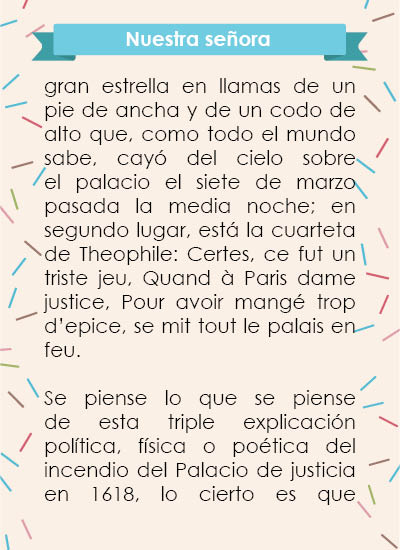 Nuestra señora
gran estrella en llamas de un
pie de ancha y de un codo de
alto que, como todo el mundo
sabe, cayó del cielo sobre
el palacio el siete de marzo
pasada la media noche; en
segundo lugar, está la cuarteta
de Theophile: Certes, ce fut un
triste jeu, Quand à Paris dame
justice, Pour avoir mangé trop
d’epice, se mit tout le palais en
feu.
Se piense lo que se piense
de esta triple explicación
política, física o poética del
incendio del Palacio de justicia
en 1618, lo cierto es que